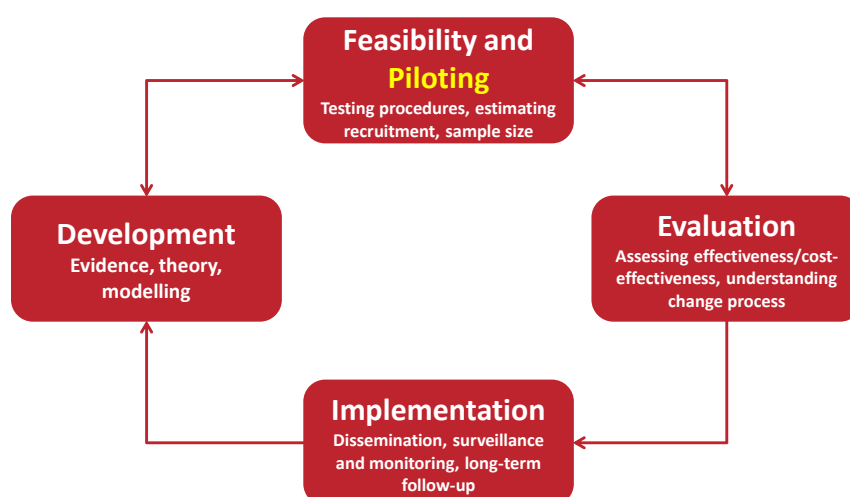 Feasibility and
Piloting
Testing procedures, estimating
recruitment, sample size
Development
Evidence, theory,
modelling
Evaluation
Assessing effectiveness/cost-
effectiveness, understanding
change process
Implementation
Dissemination, surveillance
and monitoring, long-term
follow-up